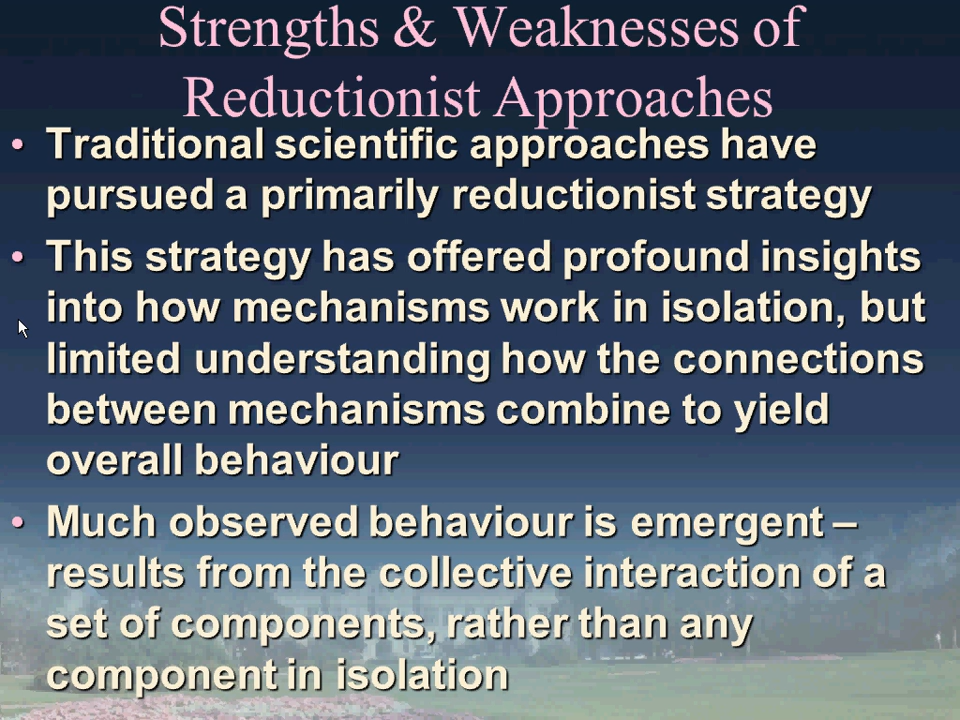 Strengths & Weaknesses of
Reductionist Approaches
• Traditional scientific approaches have
pursued a primarily reductionist strategy
• This strategy has offered profound insights
into how mechanisms work in isolation, but
limited understanding how the connections
between mechanisms combine to yield
overall behaviour
• Much observed behaviour is emergent –
results from the collective interaction of a
set of components, rather than any
component in isolation